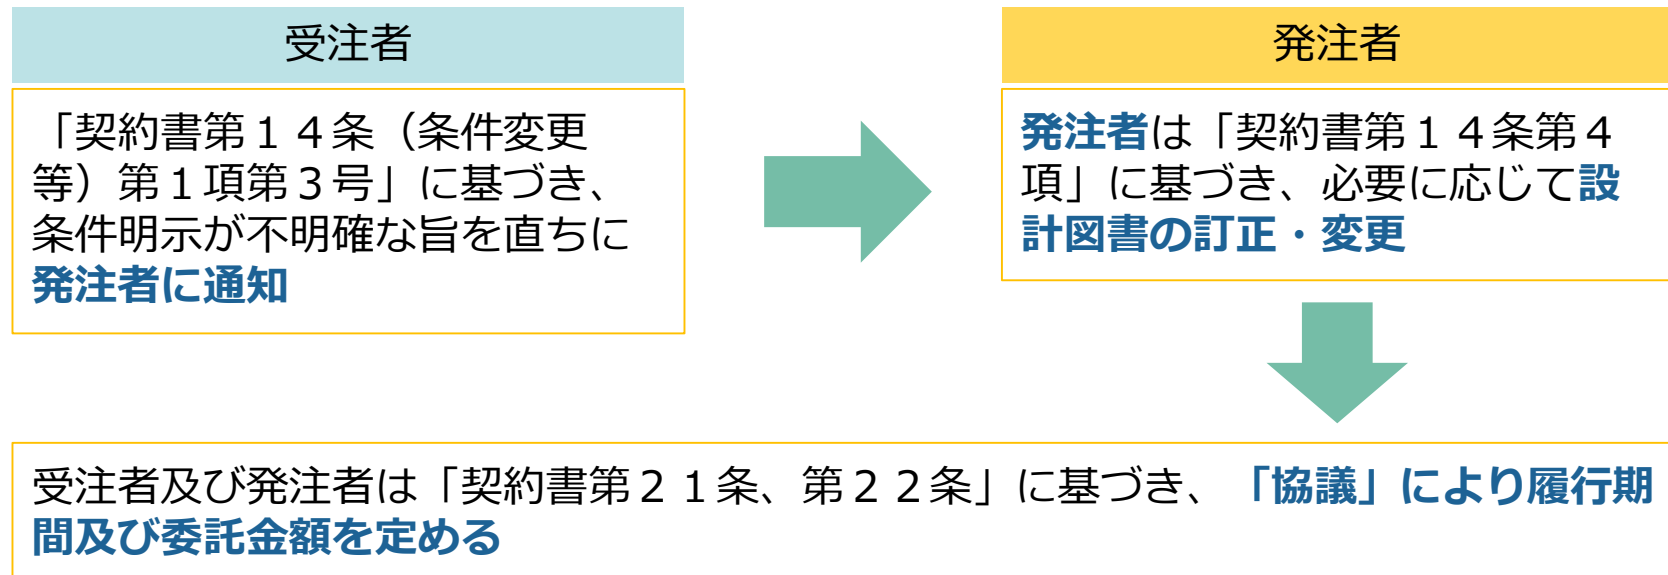 受注者
「契約書第１４条（条件変更
等）第１項第３号」に基づき、
条件明示が不明確な旨を直ちに
発注者に通知
発注者
発注者は「契約書第１４条第４
項」に基づき、必要に応じて設
計図書の訂正・変更
受注者及び発注者は「契約書第２１条、第２２条」に基づき、「協議」により履行期
間及び委託金額を定める